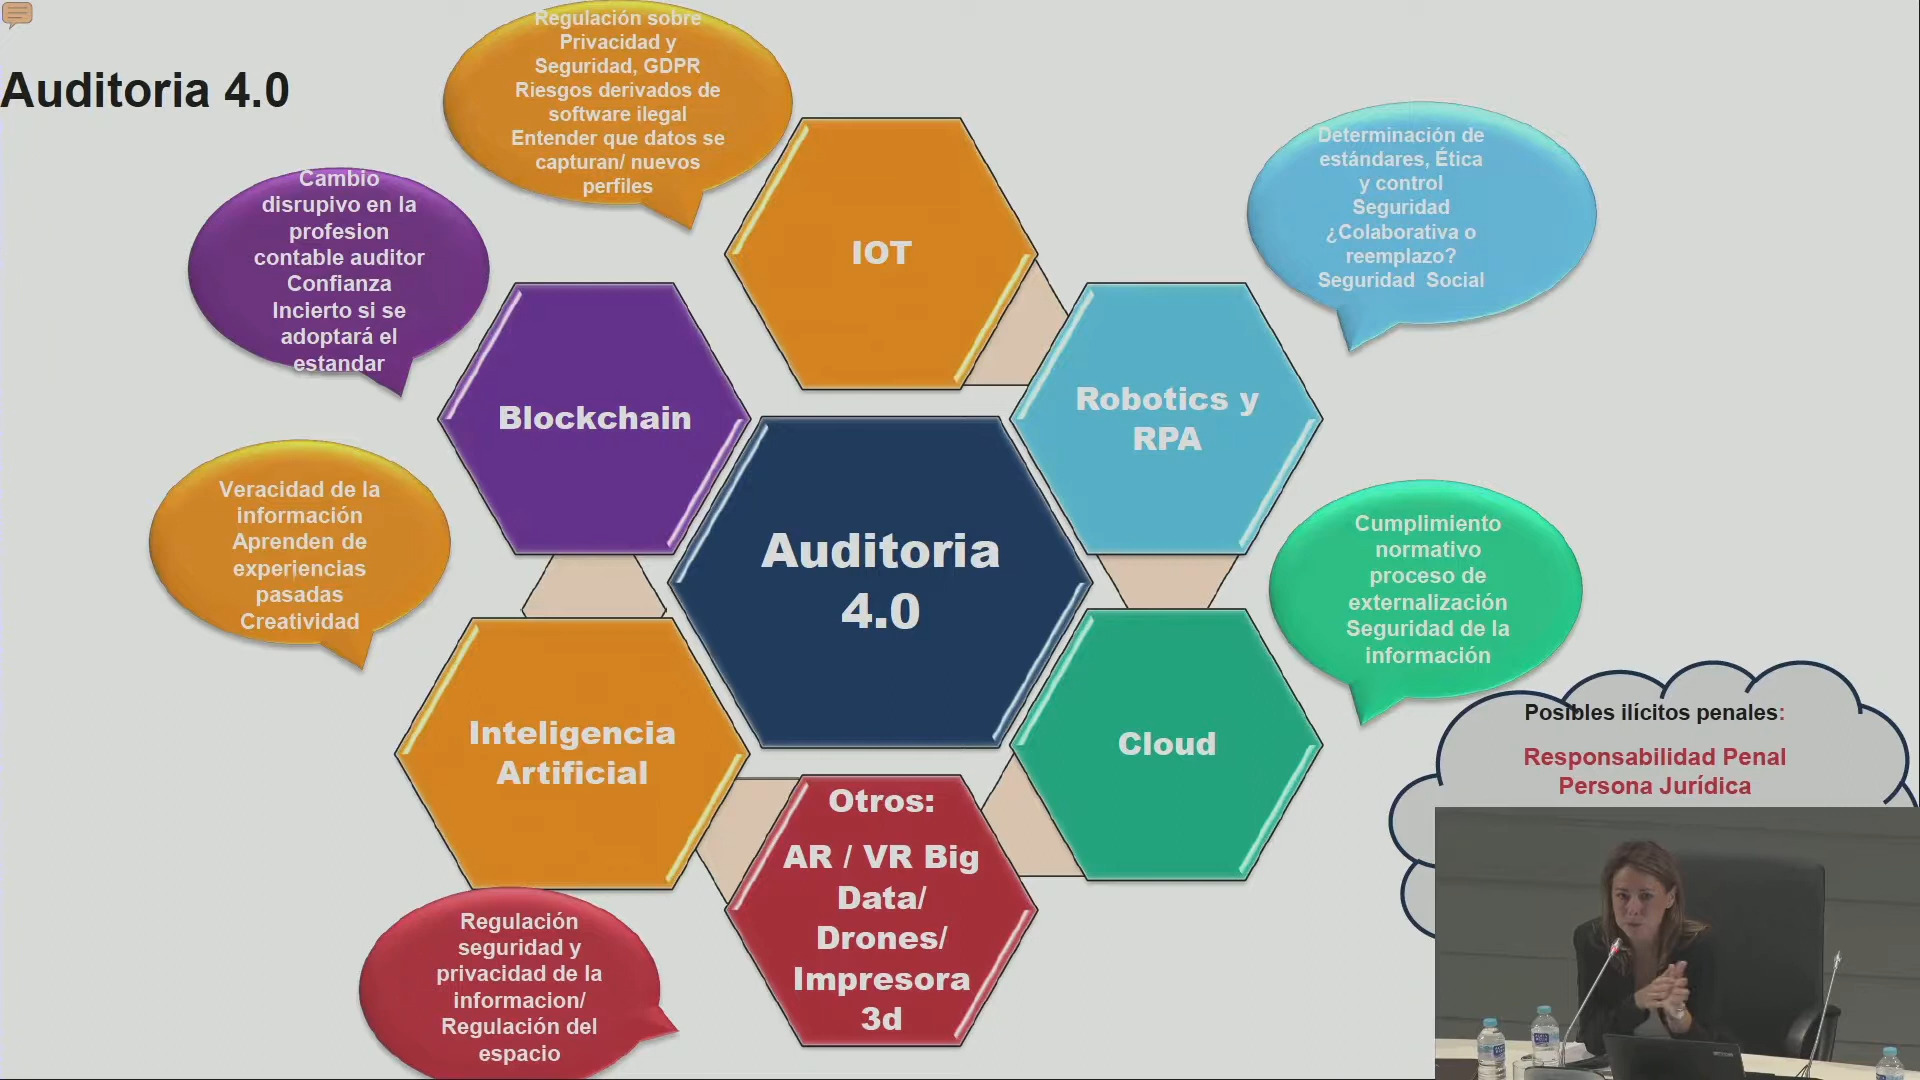 Auditoria 4.0
Regulación sobre
Privacidad y
Seguridad, GDPR
Riesgos derivados de
software ilegal
Entender que datos se
capturan/ nuevos
perfiles
IOT
Determinación de
estándares, Ética
y control
Seguridad
¿Colaborativa o
reemplazo?
Seguridad Social
Robotics y
RPA
Cambio
disrupivo en la
profesion
contable auditor
Confianza
Incierto si se
adoptará el
estandar
Blockchain
Auditoria
4.0
Veracidad de la
información
Aprenden de
experiencias
pasadas
Creatividad
Inteligencia
Artificial
Cumplimiento
normativo
proceso de
externalización
Seguridad de la
información
Cloud
Posibles ilícitos penales:
Responsabilidad Penal
Persona Jurídica
Otros:
AR / VR Big
Data/
Drones/
Impresora
3d
Regulación
seguridad y
privacidad de la
informacion/
Regulación del
espacio